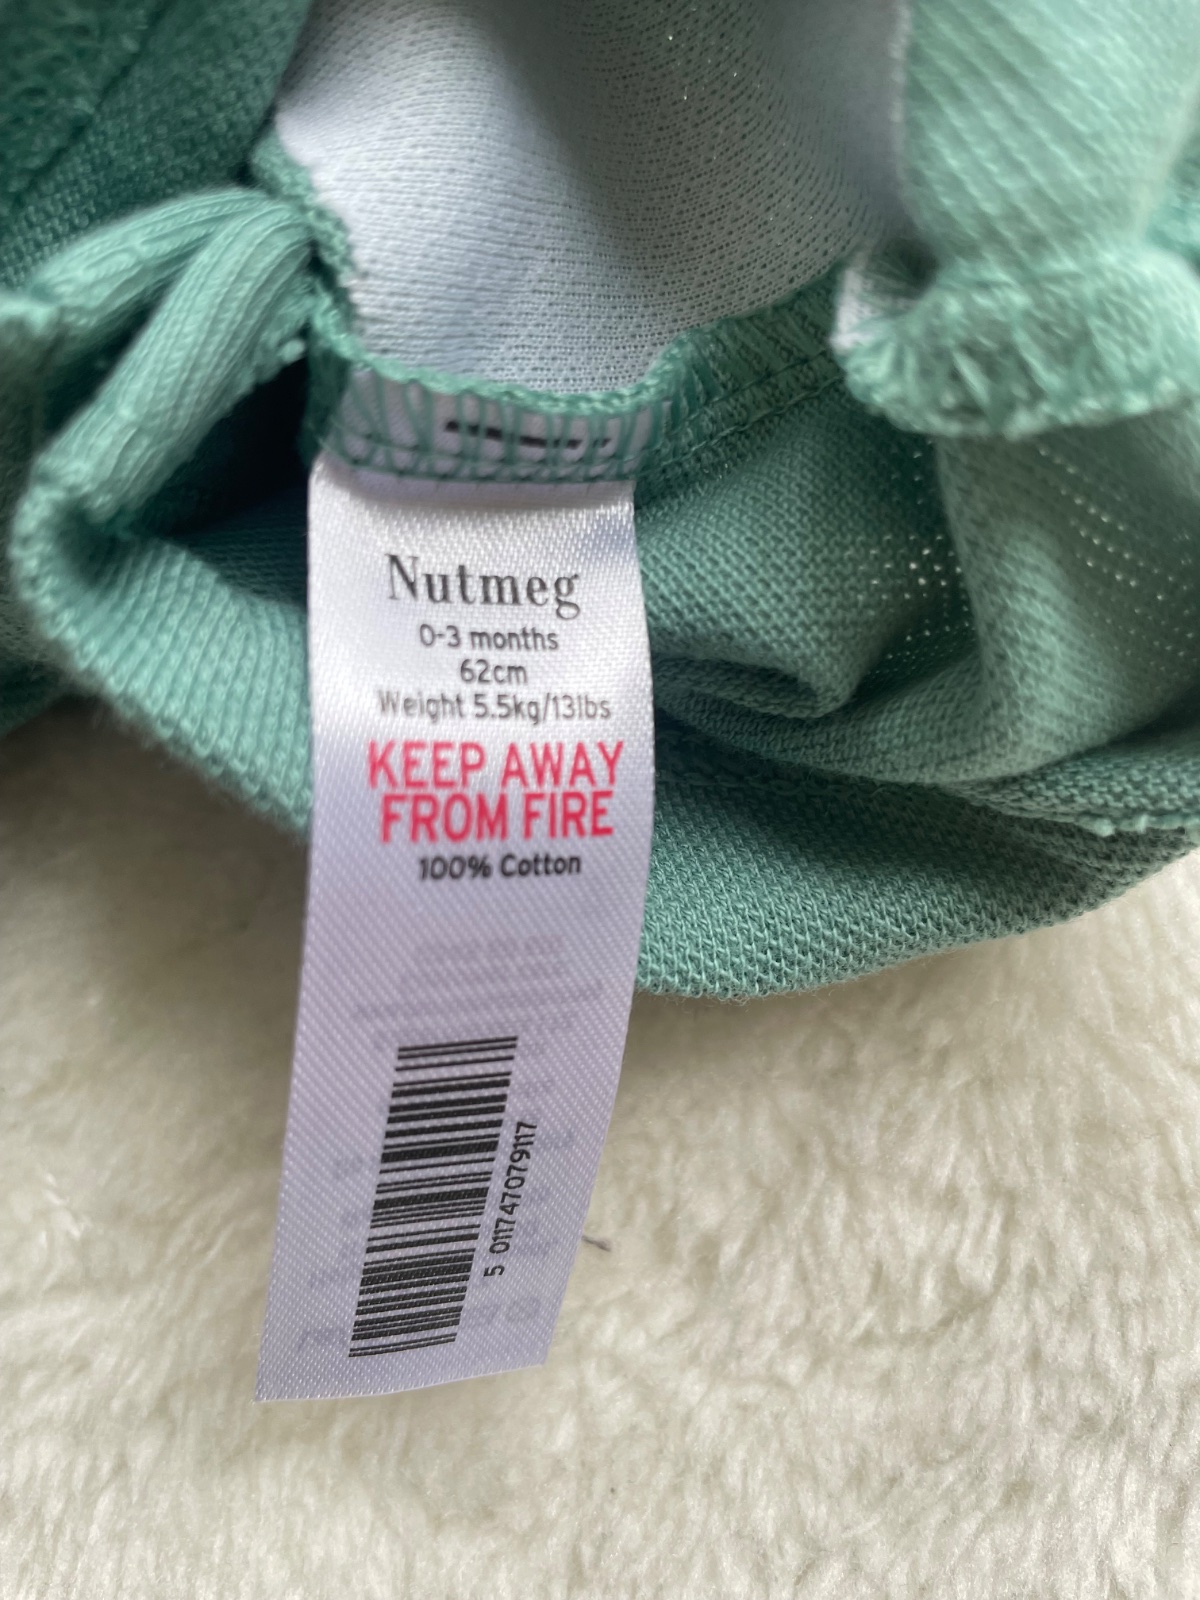 Nutmeg
0-3 months
62cm
Weight 5.5kg/13lbs
KEEP AWAY
FROM FIRE
100% Cotton
5 011747079117